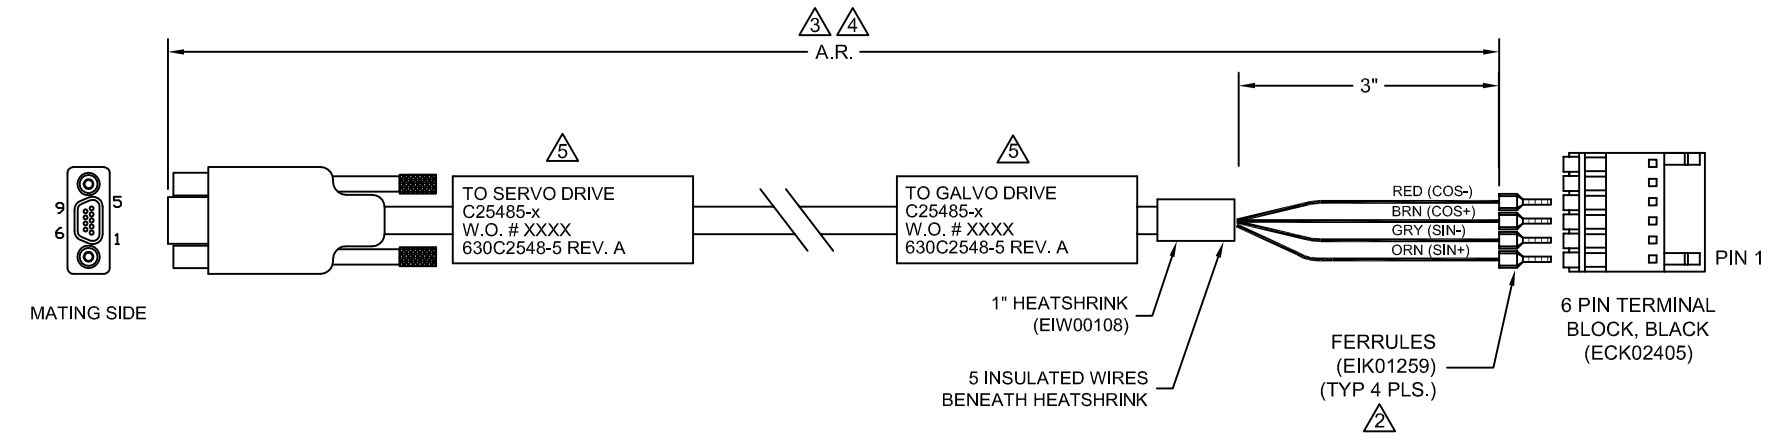 3 4
A.R.
3"
5
5
9
5
6
1
MATING SIDE
TO SERVO DRIVE
C25485-x
W.O. # XXXX
630C2548-5 REV. A
TO GALVO DRIVE
C25485-x
W.O. # XXXX
630C2548-5 REV. A
RED (COS-)
BRN (COS+)
GRY (SIN-)
ORN (SIN+)
PIN 1
1" HEATSHRINK
(EIW00108)
5 INSULATED WIRES
BENEATH HEATSHRINK
FERRULES
(EIK01259)
(TYP 4 PLS.)
2
6 PIN TERMINAL
BLOCK, BLACK
(ECK02405)